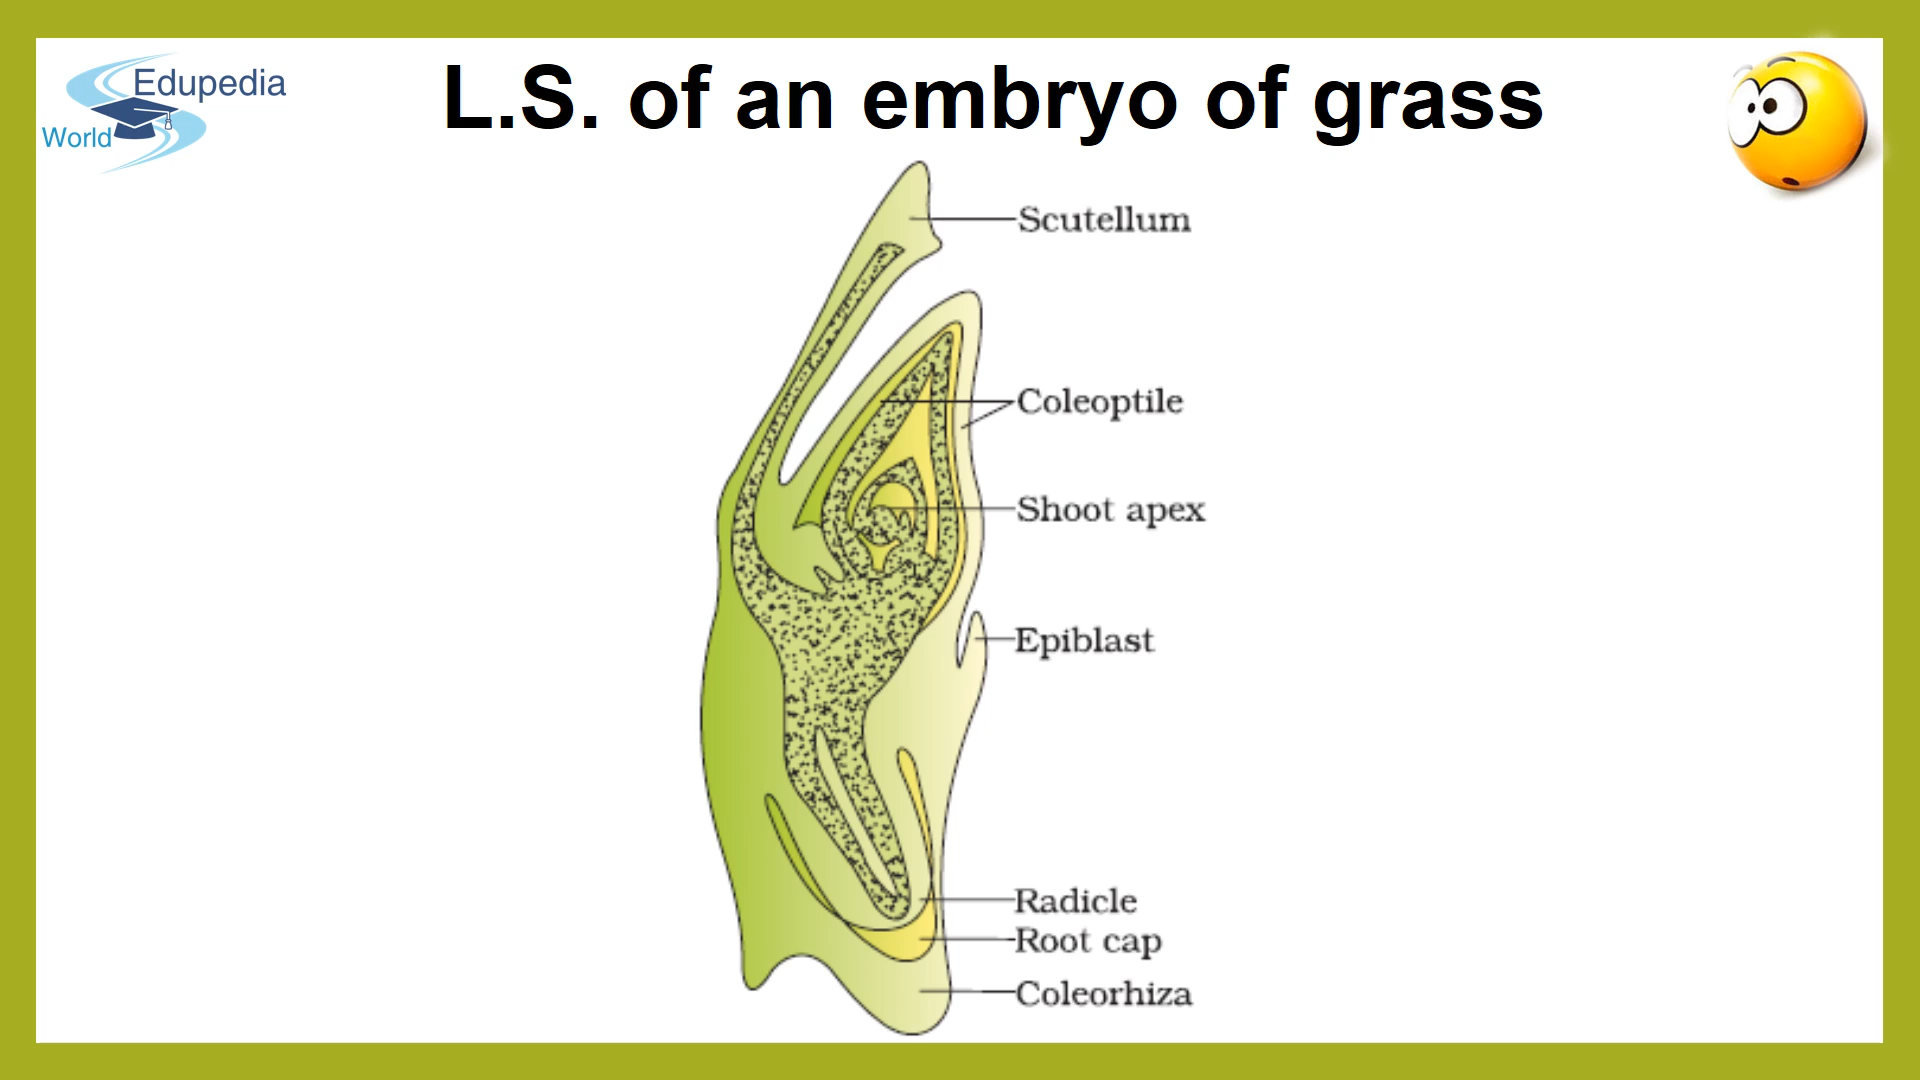 Edupedia
World
L.S. of an embryo of grass
Scutellum
Coleoptile
Shoot apex
Epiblast
Radicle
Root cap
Coleorhiza